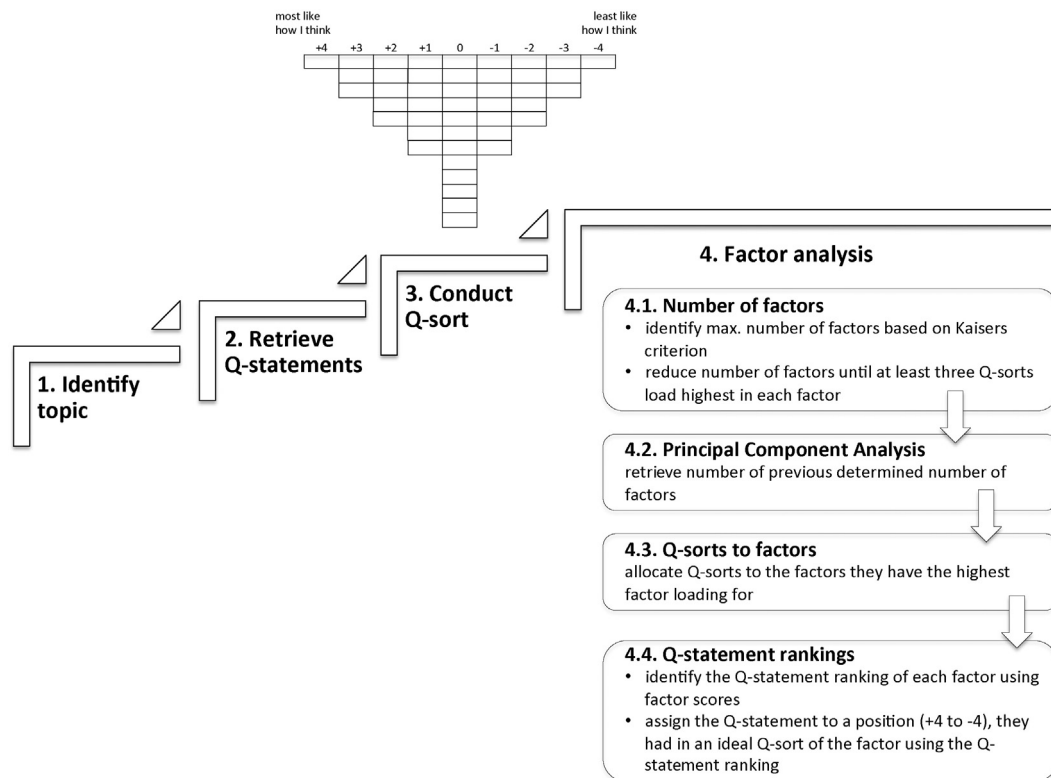 most like
how I think
least like
how I think
+4 +3 +2 +1 0 -1 -2 -3 -4
1. Identify
topic
2. Retrieve
Q-statements
3. Conduct
Q-sort
4. Factor analysis
4.1. Number of factors
• identify max. number of factors based on Kaisers
criterion
• reduce number of factors until at least three Q-sorts
load highest in each factor
4.2. Principal Component Analysis
retrieve number of previous determined number of
factors
4.3. Q-sorts to factors
allocate Q-sorts to the factors they have the highest
factor loading for
4.4. Q-statement rankings
• identify the Q-statement ranking of each factor using
factor scores
• assign the Q-statement to a position (+4 to -4), they
had in an ideal Q-sort of the factor using the Q-
statement ranking